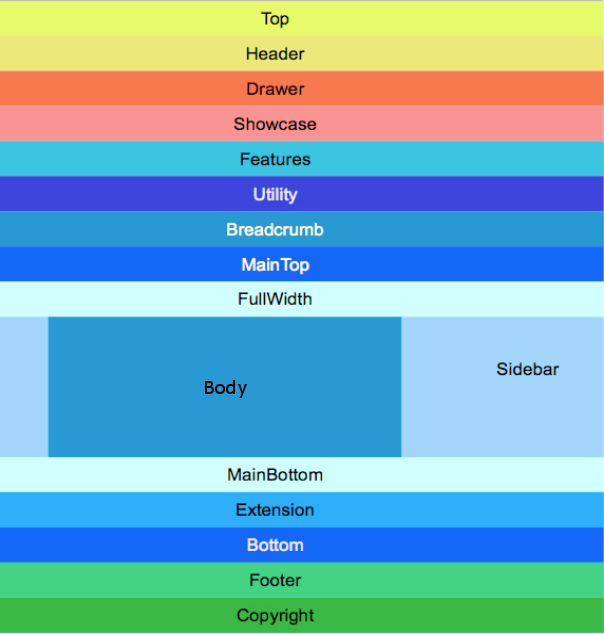 Top
Header
Drawer
Showcase
Features
Utility
Breadcrumb
MainTop
FullWidth
Sidebar
Body
MainBottom
Extension
Bottom
Footer
Copyright